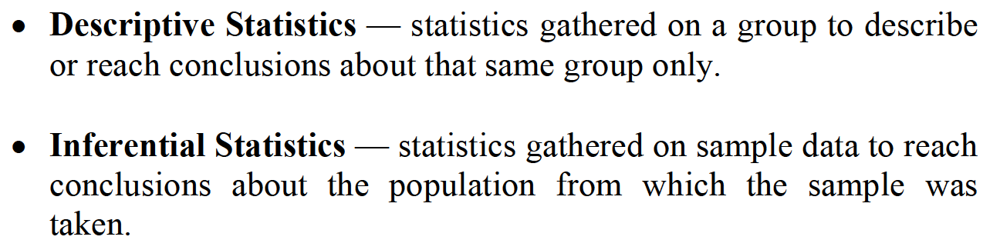 • Descriptive Statistics — statistics gathered on a group to describe
or reach conclusions about that same group only.
• Inferential Statistics — statistics gathered on sample data to reach
conclusions about the population from which the sample was
taken.